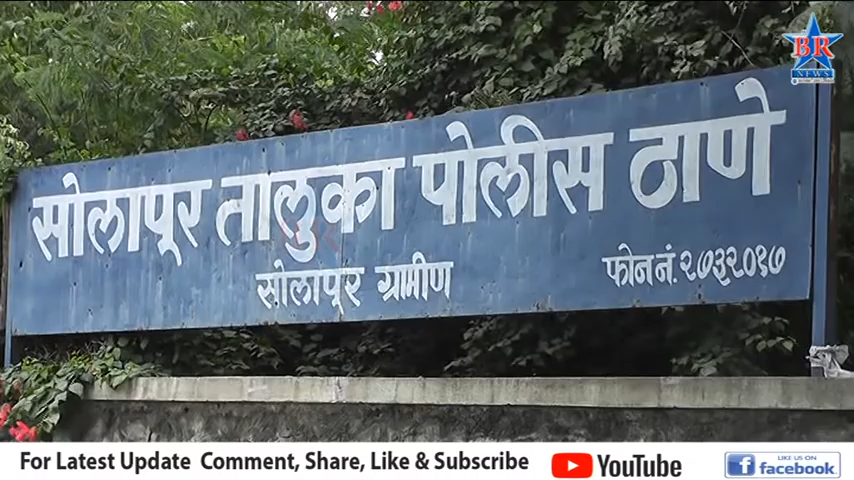 BR
NEWS
सोलापूर तालुका पोलीस ठाणे
सोलापूर ग्रामीण
फोन नं. २७३२०१७
For Latest Update Comment, Share, Like & Subscribe
YouTube
LIKE US ON
facebook